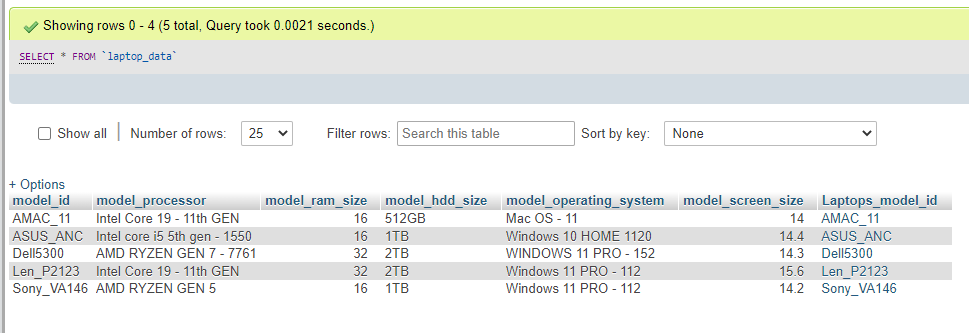 Showing rows 0 - 4 (5 total, Query took 0.0021 seconds.)
SELECT * FROM `laptop_data`
Show all | Number of rows: 25 Filter rows: Search this table Sort by key: None
+ Options
model_id model_processor model_ram_size model_hdd_size model_operating_system model_screen_size Laptops_model_id
AMAC_11 Intel Core 19 - 11th GEN 16 512GB Mac OS - 11 14 AMAC_11
ASUS_ANC Intel core i5 5th gen - 1550 16 1TB Windows 10 HOME 1120 14.4 ASUS_ANC
Dell5300 AMD RYZEN GEN 7 - 7761 32 2TB WINDOWS 11 PRO - 152 14.3 Dell5300
Len_P2123 Intel Core 19 - 11th GEN 32 2TB Windows 11 PRO - 112 15.6 Len_P2123
Sony_VA146 AMD RYZEN GEN 5 16 1TB Windows 11 PRO - 112 14.2 Sony_VA146